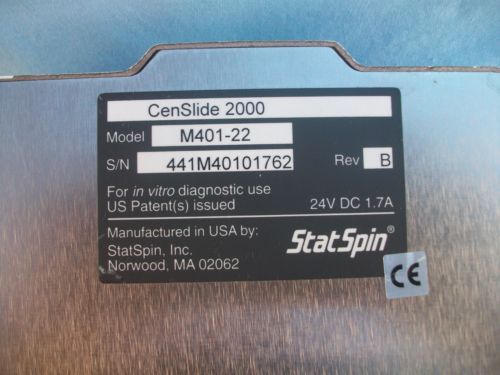 CenSlide 2000
Model M401-22
S/N 441M40101762 Rev B
For in vitro diagnostic use
US Patent(s) issued 24V DC 1.7A
Manufactured in USA by:
StatSpin, Inc.
Norwood, MA 02062
StatSpin®
CE